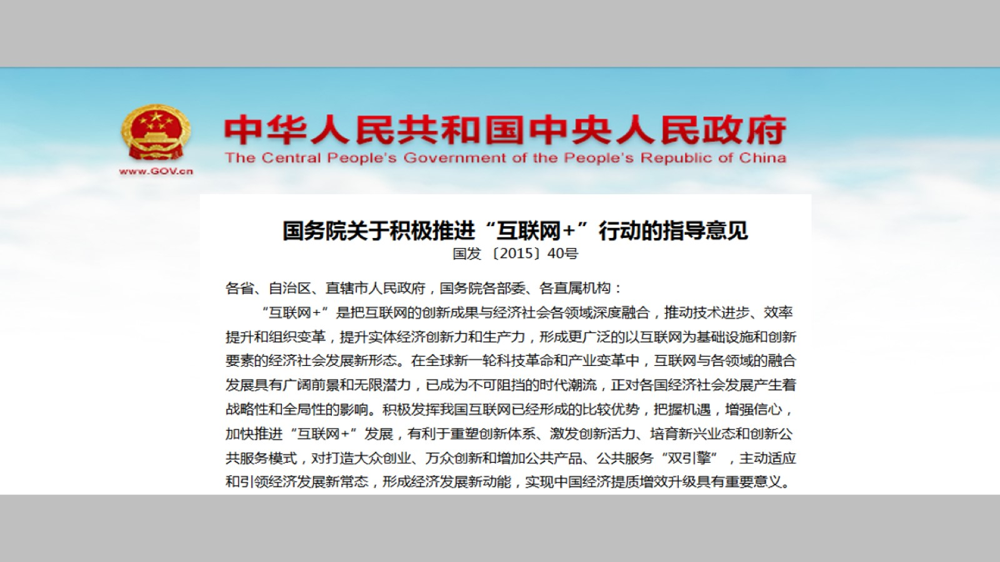 中华人民共和国中央人民政府
The Central People's Government of the People's Republic of China
www.GOV.cn
国务院关于积极推进“互联网+”行动的指导意见
国发〔2015〕40号
各省、自治区、直辖市人民政府，国务院各部委、各直属机构：
“互联网+”是把互联网的创新成果与经济社会各领域深度融合，推动技术进步、效率
提升和组织变革，提升实体经济创新力和生产力，形成更广泛的以互联网为基础设施和创新
要素的经济社会发展新形态。在全球新一轮科技革命和产业变革中，互联网与各领域的融合
发展具有广阔前景和无限潜力，已成为不可阻挡的时代潮流，正对各国经济社会发展产生着
战略性和全局性的影响。积极发挥我国互联网已经形成的比较优势，把握机遇，增强信心，
加快推进“互联网+”发展，有利于重塑创新体系、激发创新活力、培育新兴业态和创新公
共服务模式，对打造大众创业、万众创新和增加公共产品、公共服务“双引擎”，主动适应
和引领经济发展新常态，形成经济发展新动能，实现中国经济提质增效升级具有重要意义。